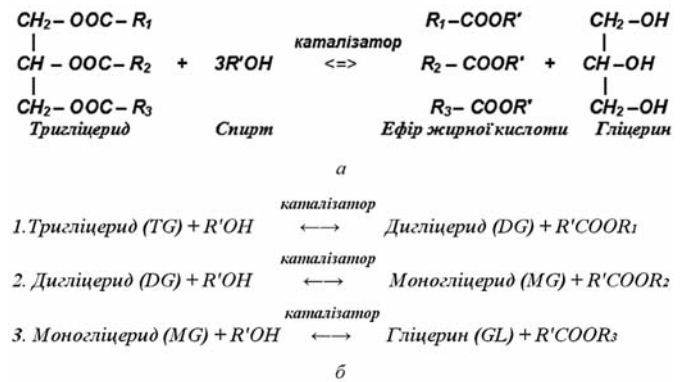 CH₂– OOC – R₁ R₁ –COOR′ CH₂ –OH
| каталізатор |
CH – OOC – R₂ + 3R′OH <=> R₂ – COOR′ + CH–OH
| |
CH₂– OOC – R₃ R₃– COOR′ CH₂–OH
Тригліцерид Спирт Ефір жирної кислоти Гліцерин
а
каталізатор
1.Тригліцерид (TG) + R'OH ←→ Дигліцерид (DG) + R'COOR₁
каталізатор
2. Дигліцерид (DG) + R'OH ←→ Моногліцерид (MG) + R'COOR₂
каталізатор
3. Моногліцерид (MG) + R'OH ←→ Гліцерин (GL) + R'COOR₃
б